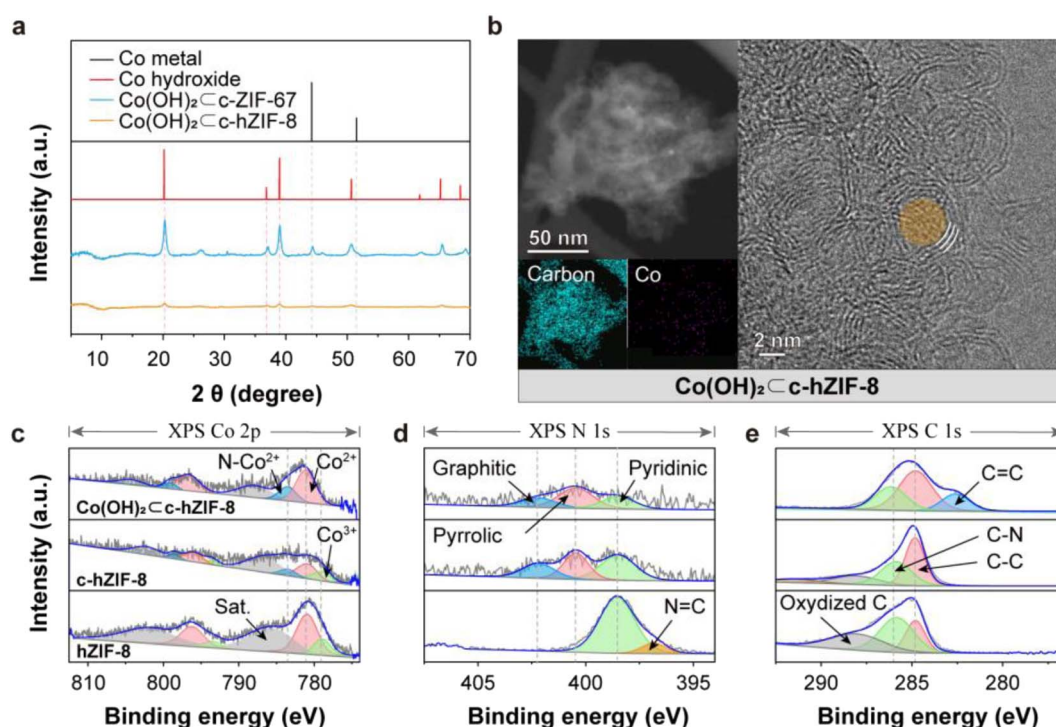 a
Co metal
Co hydroxide
Co(OH)₂⊂c-ZIF-67
Co(OH)₂⊂c-hZIF-8
Intensity (a.u.)
10 20 30 40 50 60 70
2 θ (degree)
b
50 nm
Carbon
Co
2 nm
Co(OH)₂⊂c-hZIF-8
c
XPS Co 2p
N-Co²⁺
Co²⁺
Co(OH)₂⊂c-hZIF-8
Co³⁺
c-hZIF-8
Sat.
hZIF-8
Intensity (a.u.)
810 800 790 780
Binding energy (eV)
d
XPS N 1s
Graphitic
Pyridinic
Pyrrolic
N=C
405 400 395
Binding energy (eV)
e
XPS C 1s
C=C
C-N
C-C
Oxydized C
290 285 280
Binding energy (eV)